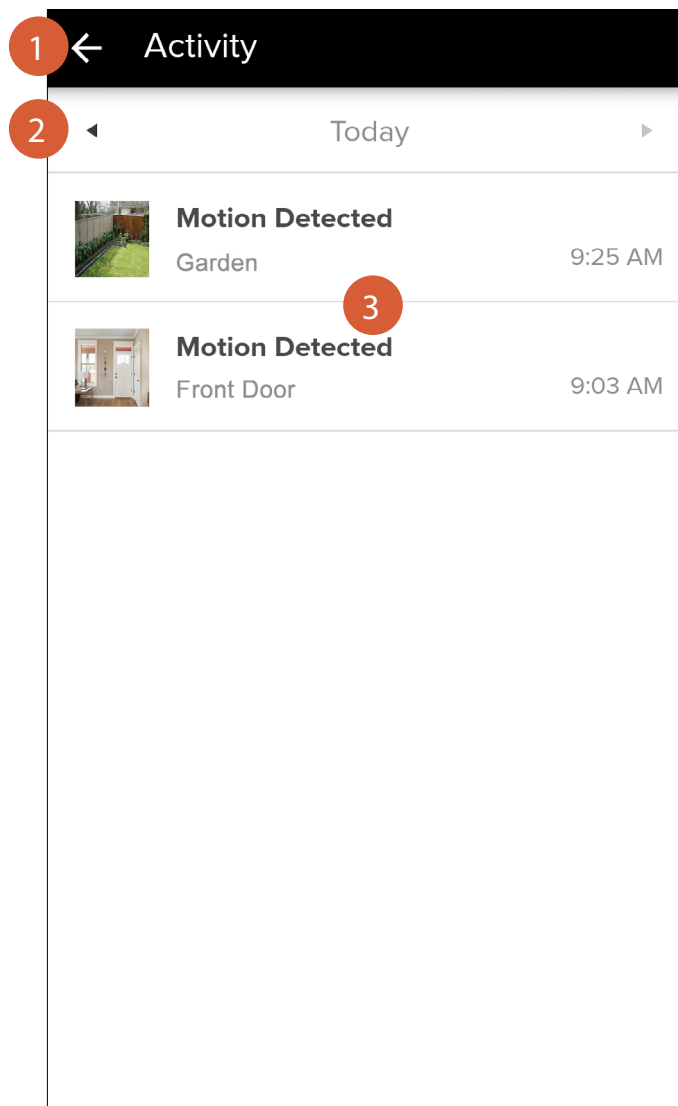 1
Activity
2
Today
Motion Detected
Garden
9:25 AM
3
Motion Detected
Front Door
9:03 AM